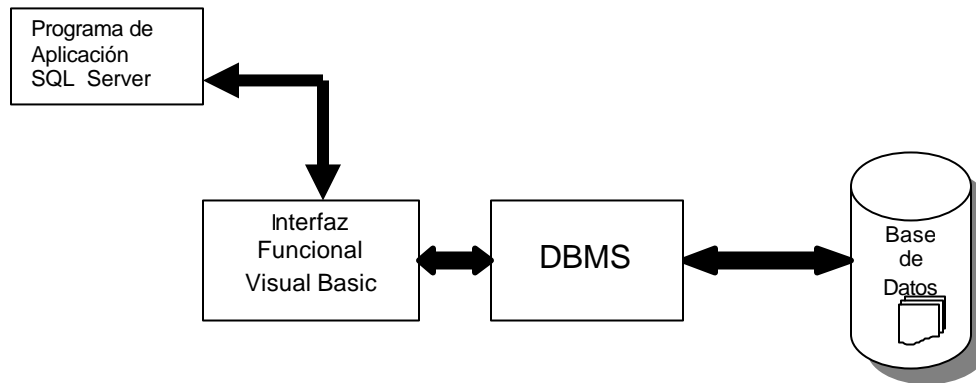 Programa de
Aplicación
SQL Server
Interfaz
Funcional
Visual Basic
DBMS
Base
de
Datos